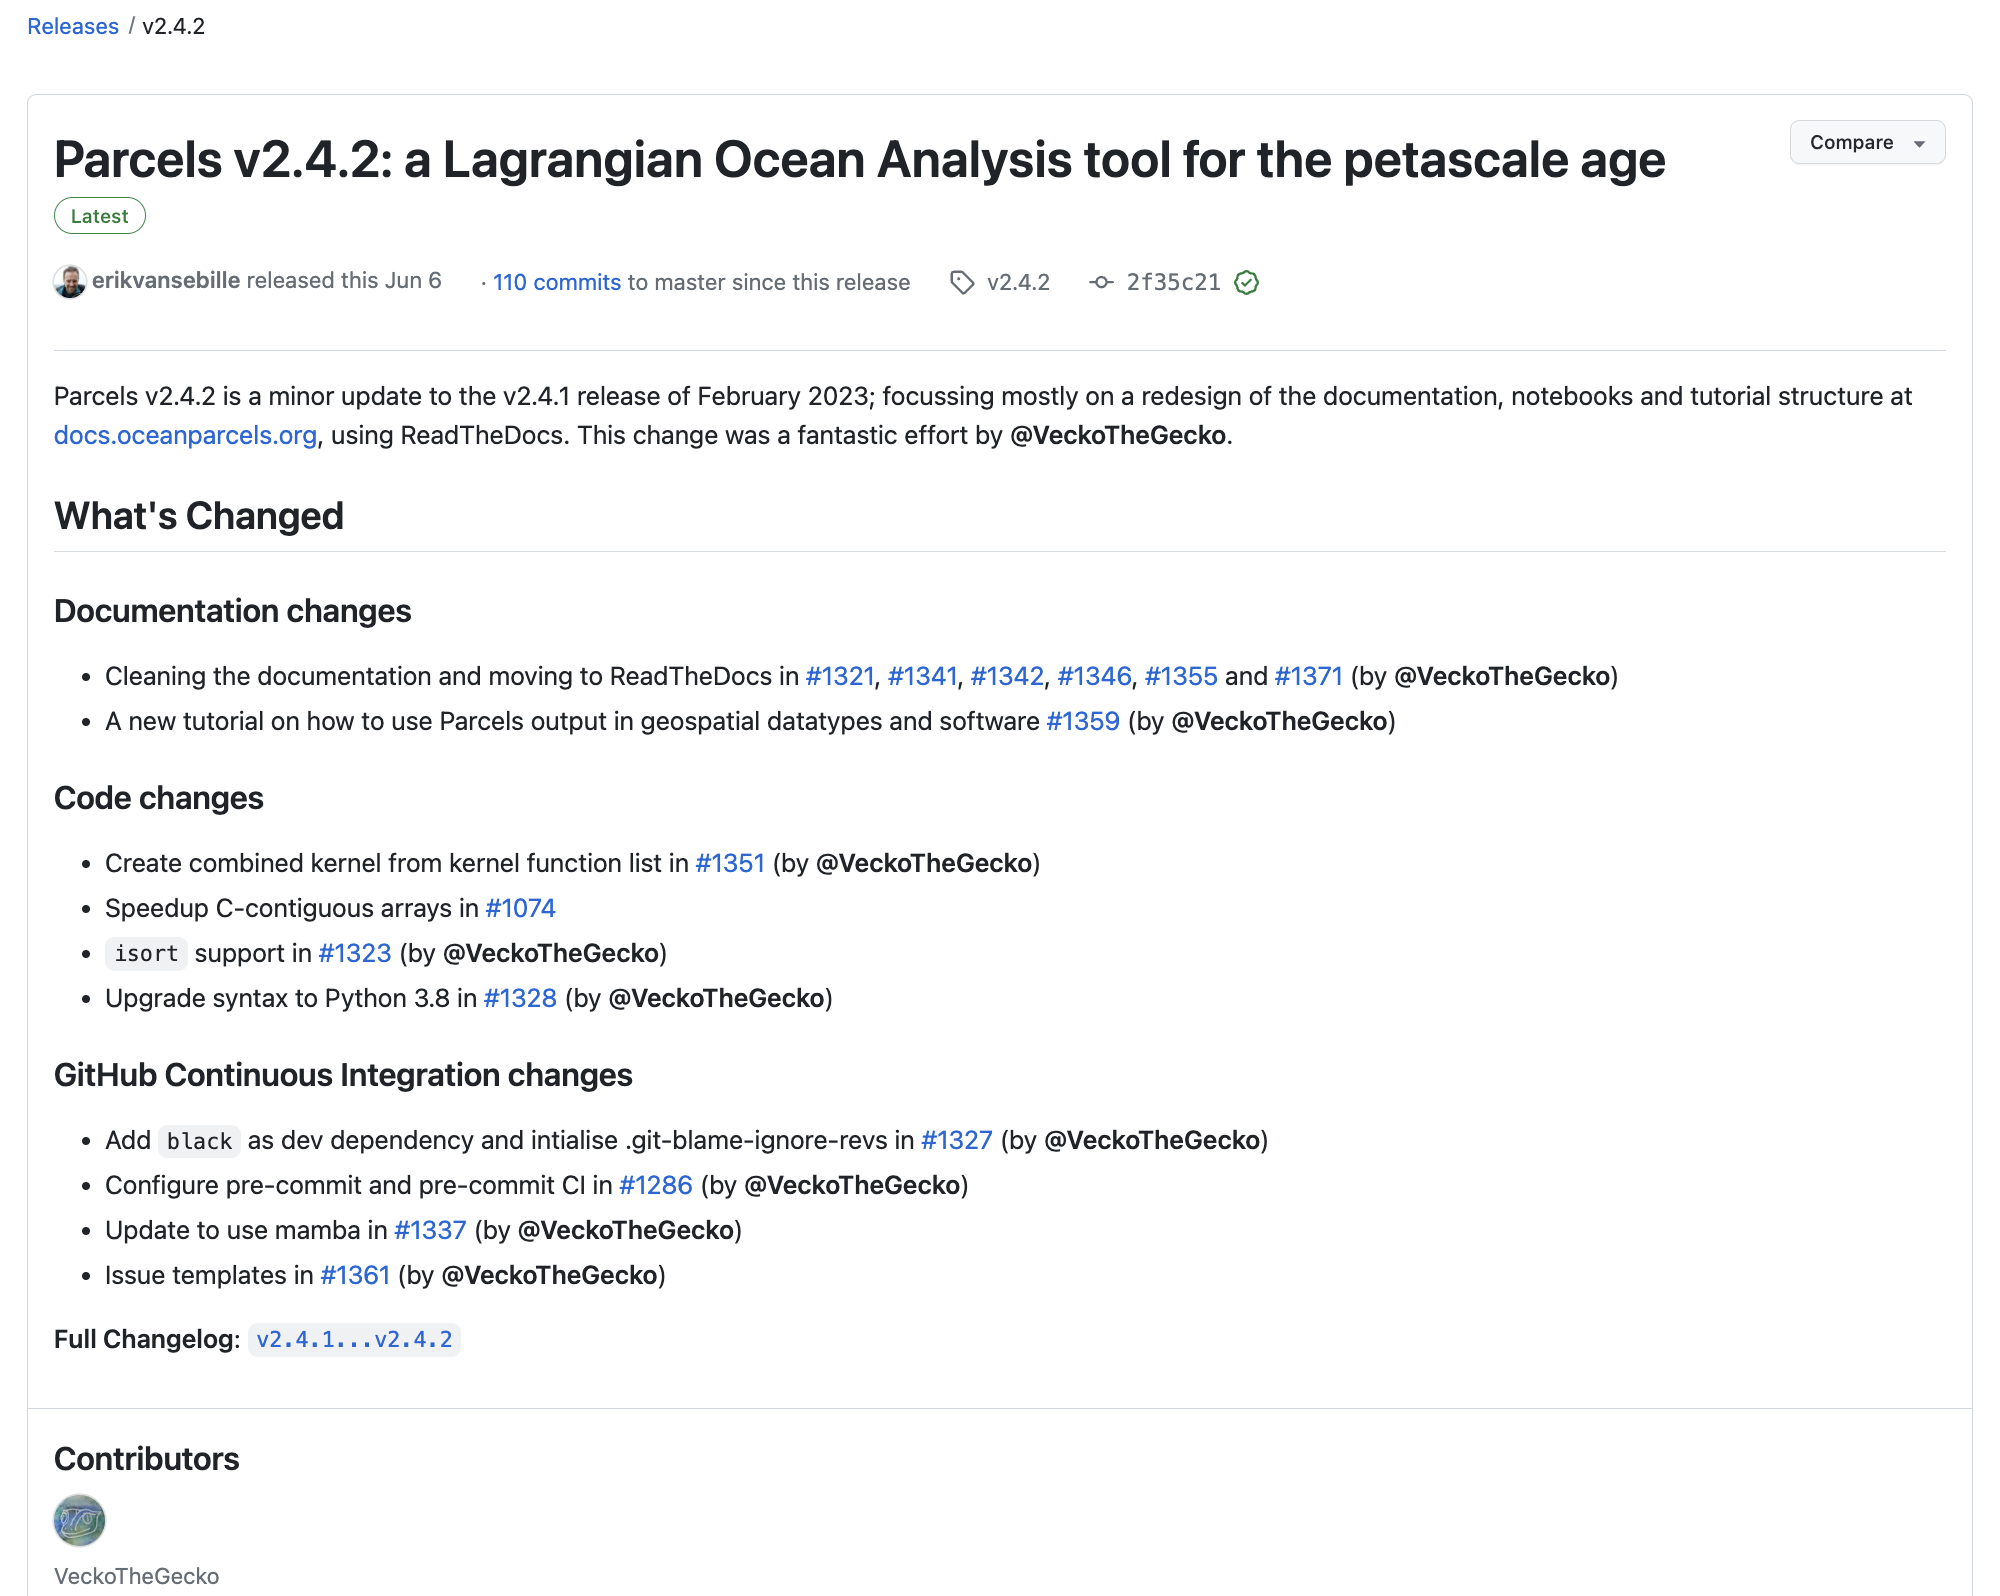 Releases / v2.4.2
Parcels v2.4.2: a Lagrangian Ocean Analysis tool for the petascale age
Compare
Latest
erikvansebille released this Jun 6 · 110 commits to master since this release v2.4.2 2f35c21
Parcels v2.4.2 is a minor update to the v2.4.1 release of February 2023; focussing mostly on a redesign of the documentation, notebooks and tutorial structure at
docs.oceanparcels.org, using ReadTheDocs. This change was a fantastic effort by @VeckoTheGecko.
What's Changed
Documentation changes
• Cleaning the documentation and moving to ReadTheDocs in #1321, #1341, #1342, #1346, #1355 and #1371 (by @VeckoTheGecko)
• A new tutorial on how to use Parcels output in geospatial datatypes and software #1359 (by @VeckoTheGecko)
Code changes
• Create combined kernel from kernel function list in #1351 (by @VeckoTheGecko)
• Speedup C-contiguous arrays in #1074
• isort support in #1323 (by @VeckoTheGecko)
• Upgrade syntax to Python 3.8 in #1328 (by @VeckoTheGecko)
GitHub Continuous Integration changes
• Add black as dev dependency and intialise .git-blame-ignore-revs in #1327 (by @VeckoTheGecko)
• Configure pre-commit and pre-commit CI in #1286 (by @VeckoTheGecko)
• Update to use mamba in #1337 (by @VeckoTheGecko)
• Issue templates in #1361 (by @VeckoTheGecko)
Full Changelog: v2.4.1...v2.4.2
Contributors
VeckoTheGecko